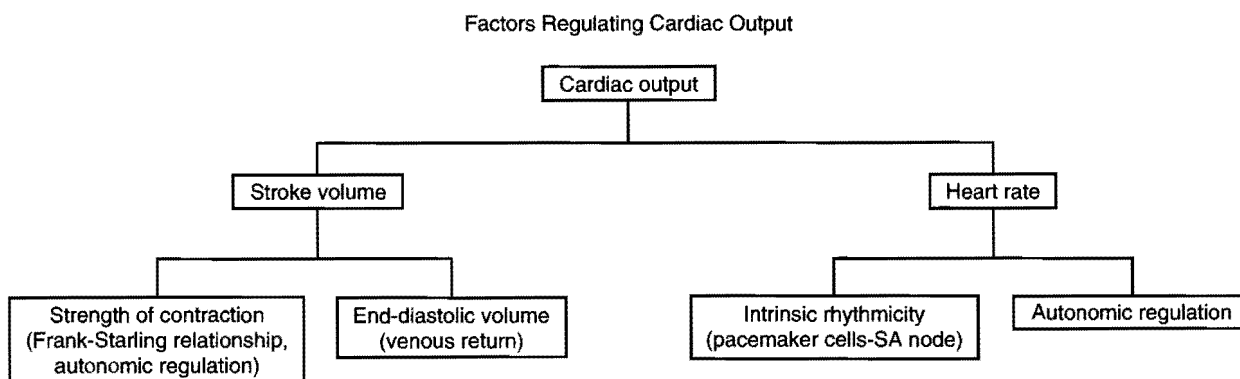 Factors Regulating Cardiac Output
Cardiac output
Stroke volume
Heart rate
Strength of contraction
(Frank-Starling relationship,
autonomic regulation)
End-diastolic volume
(venous return)
Intrinsic rhythmicity
(pacemaker cells-SA node)
Autonomic regulation